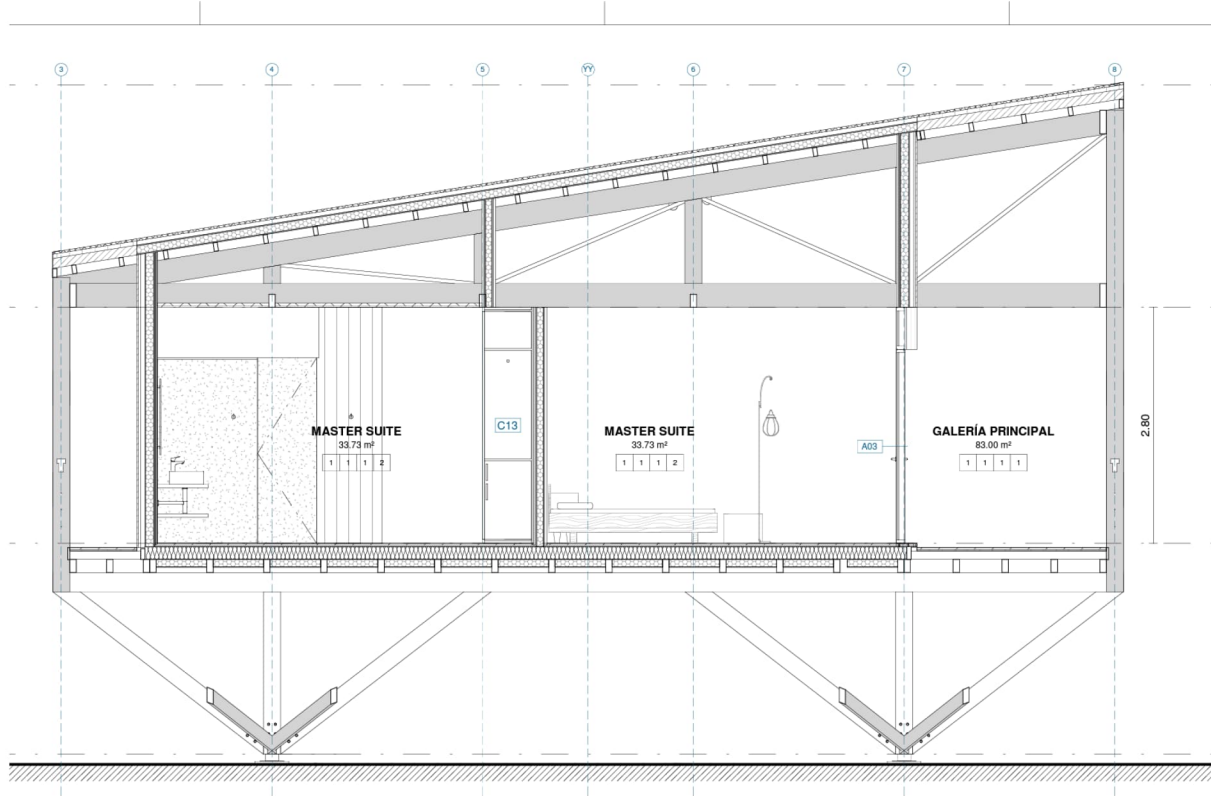 3 4 5 YY 6 7 8
MASTER SUITE
33.73 m²
1 1 1 2
C13
MASTER SUITE
33.73 m²
1 1 1 2
A03
GALERÍA PRINCIPAL
83.00 m²
1 1 1 1
2.80